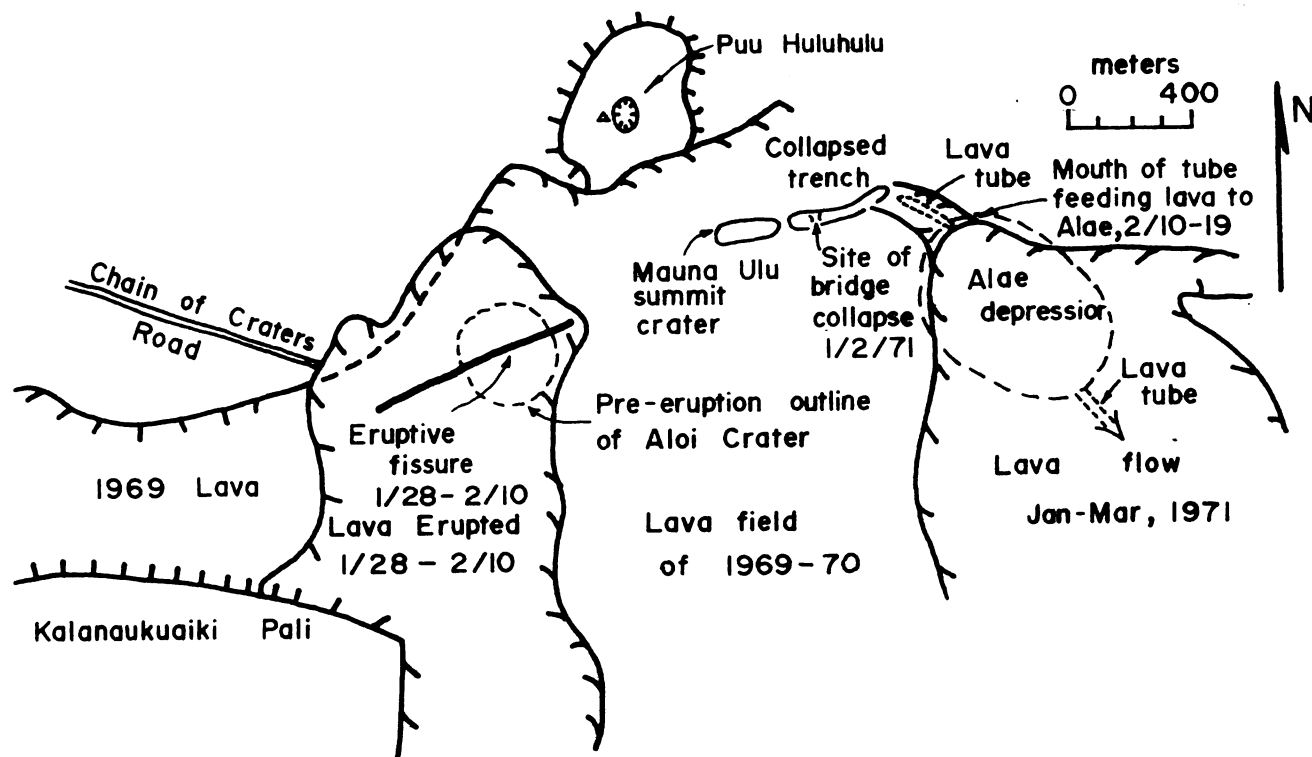 Puu Huluhulu
meters
0 400
N
Collapsed
trench
Lava
tube
Mouth of tube
feeding lava to
Alae, 2/10-19
Chain of Craters
Road
Mauna Ulu
summit
crater
Site of
bridge
collapse
1/2/71
Alae
depression
Lava
tube
Pre-eruption outline
of Aloi Crater
Eruptive
fissure
1/28-2/10
1969 Lava
Lava Erupted
1/28-2/10
Lava field
of 1969-70
Lava flow
Jan-Mar, 1971
Kalanaukuaiki Pali